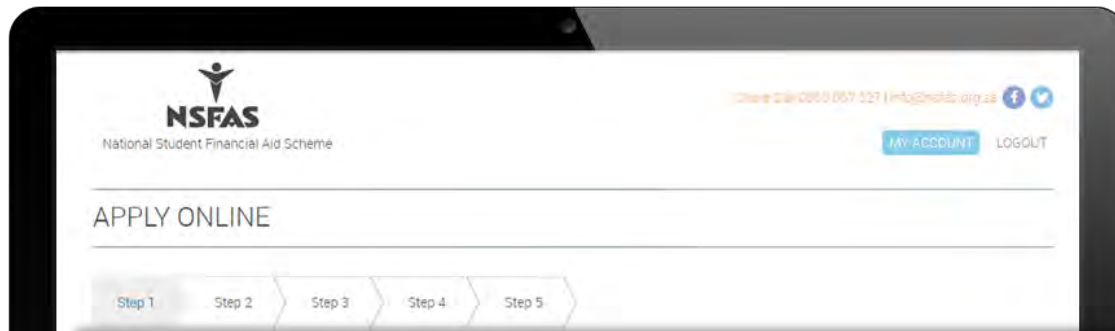 NSFAS
National Student Financial Aid Scheme
MY ACCOUNT LOGOUT
APPLY ONLINE
Step 1 Step 2 Step 3 Step 4 Step 5